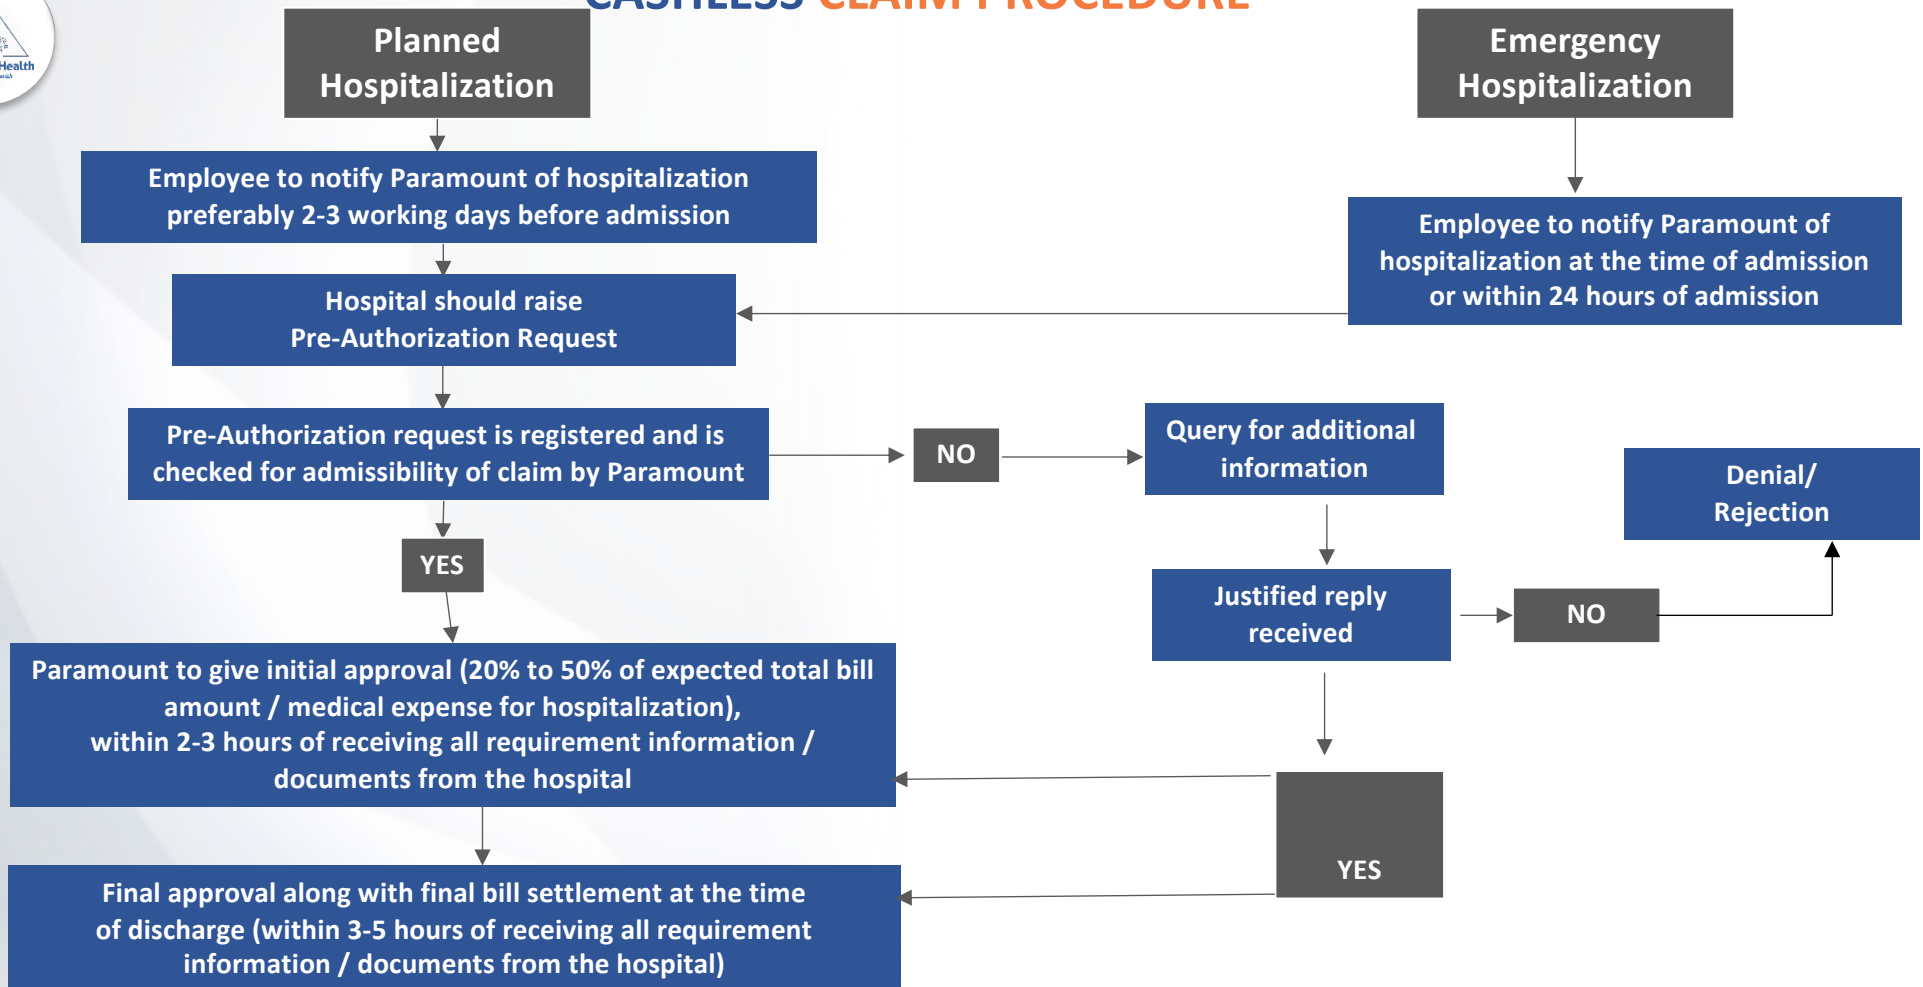 CASHLESS CLAIM PROCEDURE
Health
Planned
Hospitalization
Emergency
Hospitalization
Employee to notify Paramount of hospitalization
preferably 2-3 working days before admission
Employee to notify Paramount of
hospitalization at the time of admission
or within 24 hours of admission
Hospital should raise
Pre-Authorization Request
Pre-Authorization request is registered and is
checked for admissibility of claim by Paramount
NO
Query for additional
information
Denial/
Rejection
YES
Justified reply
received
NO
Paramount to give initial approval (20% to 50% of expected total bill
amount / medical expense for hospitalization),
within 2-3 hours of receiving all requirement information /
documents from the hospital
YES
Final approval along with final bill settlement at the time
of discharge (within 3-5 hours of receiving all requirement
information / documents from the hospital)